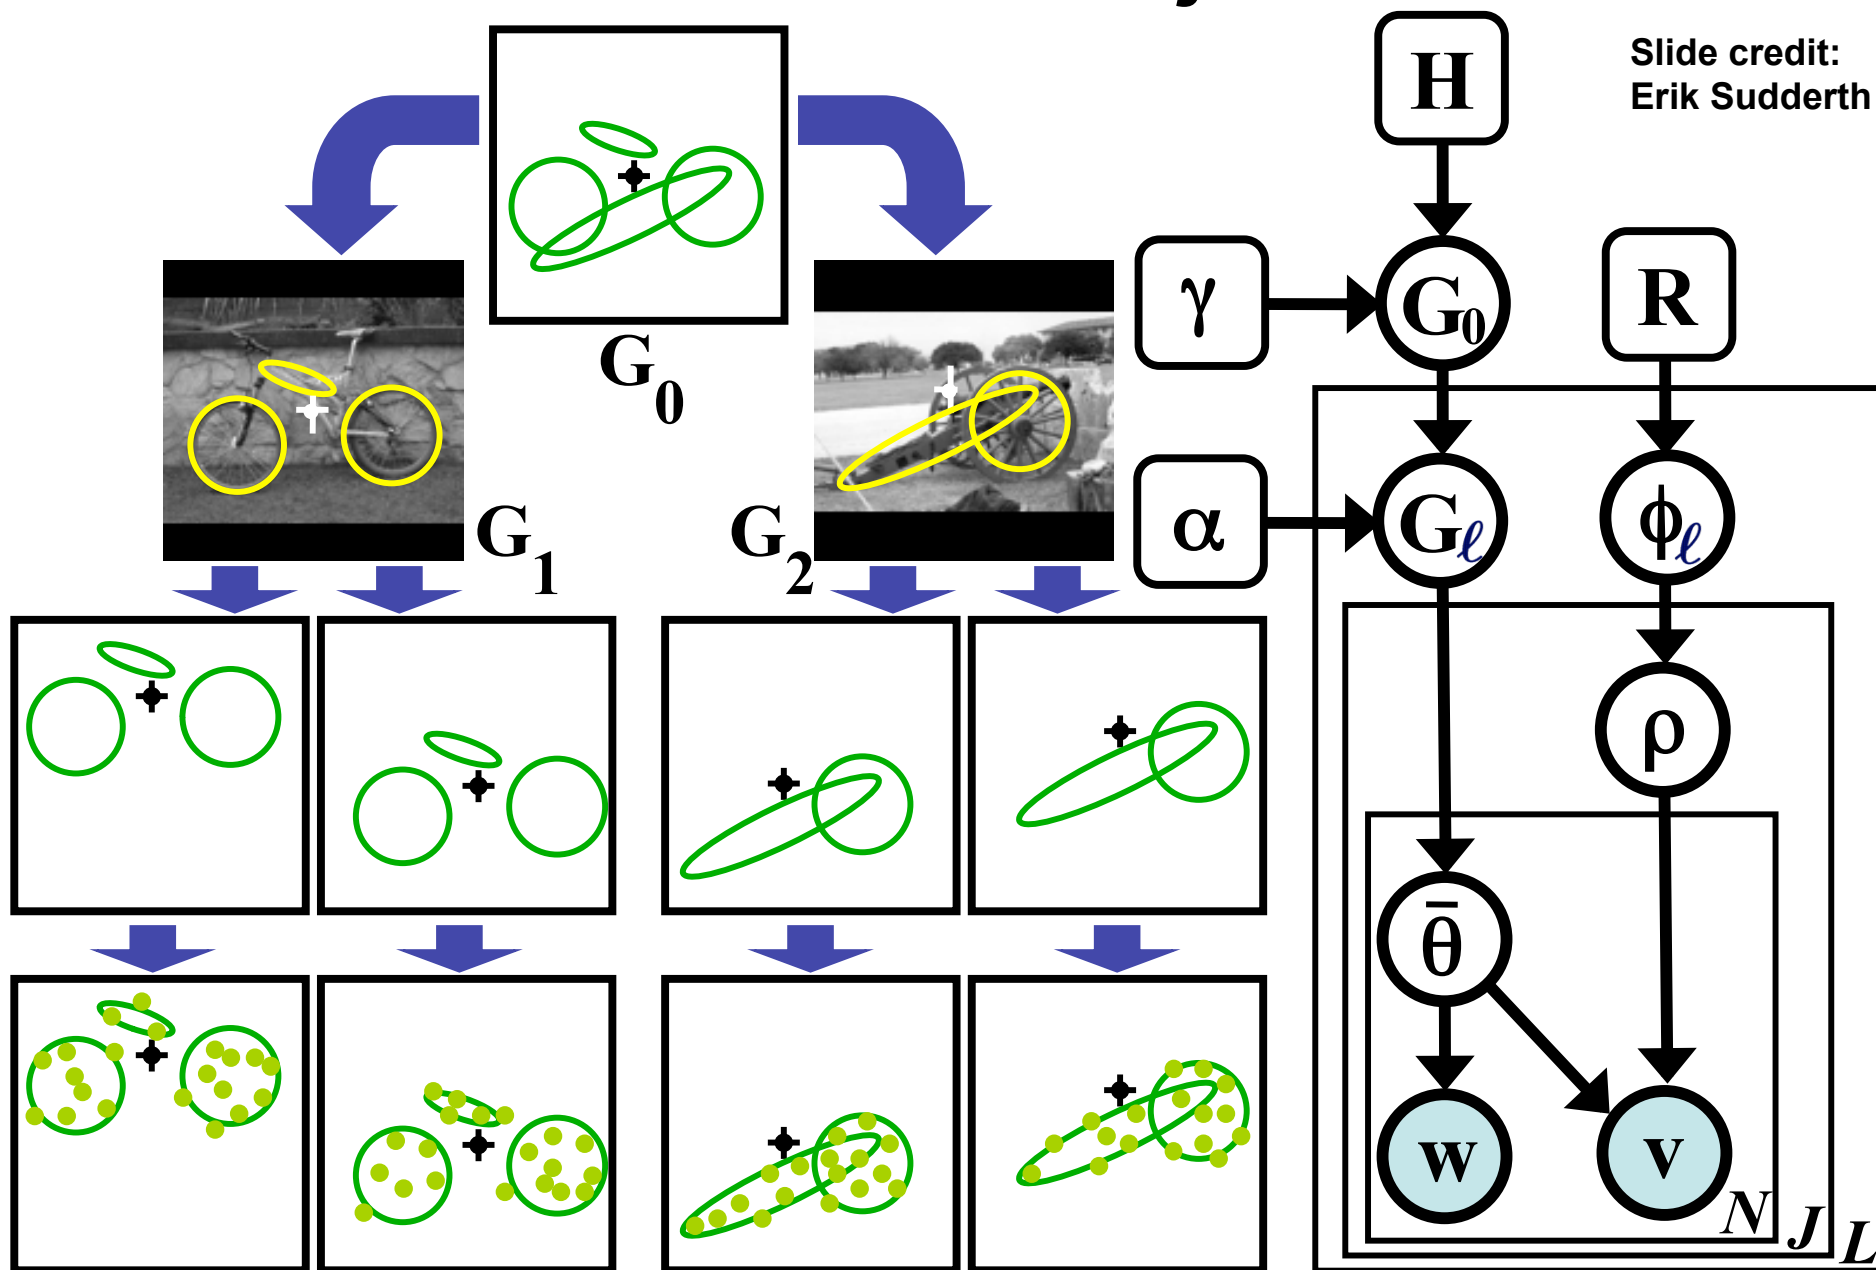 Slide credit:
Erik Sudderth
H
G0
γ
G0
R
G1
G2
α
Gℓ
ϕℓ
ρ
θ̄
w
v
N
J
L